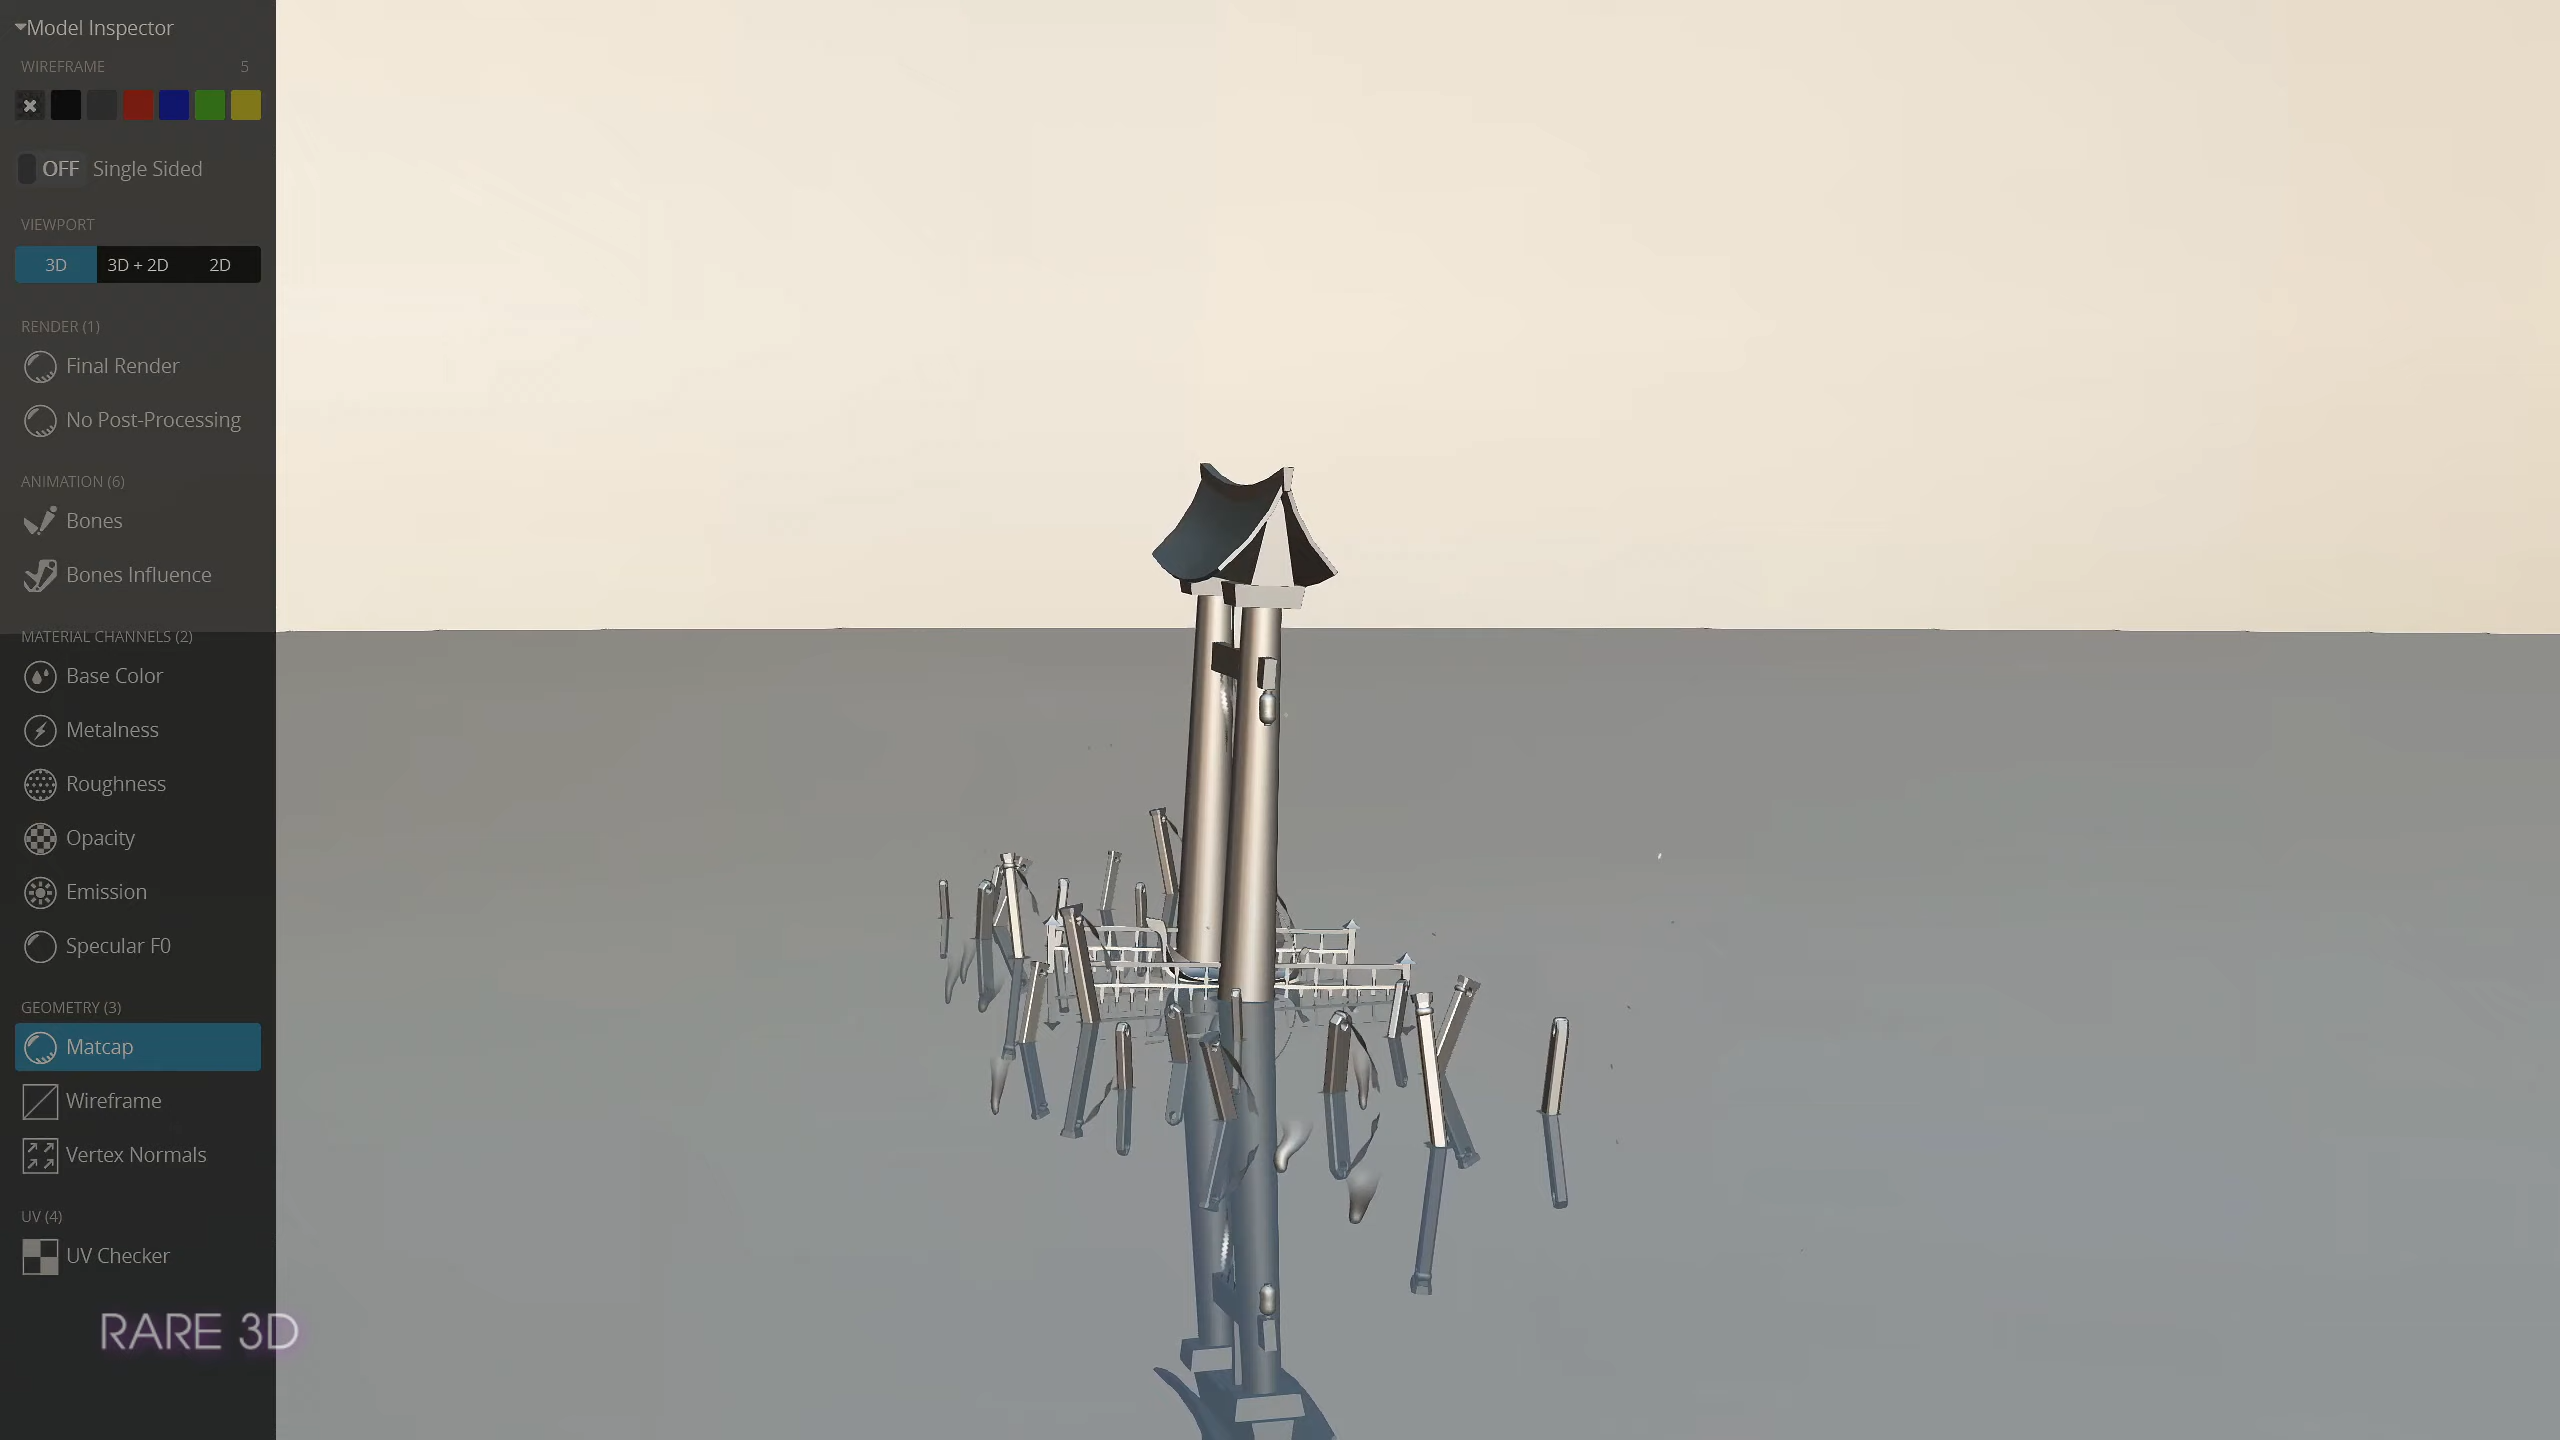 Model Inspector
WIREFRAME 5
OFF Single Sided
VIEWPORT
3D 3D + 2D 2D
RENDER (1)
Final Render
No Post-Processing
ANIMATION (6)
Bones
Bones Influence
MATERIAL CHANNELS (2)
Base Color
Metalness
Roughness
Opacity
Emission
Specular F0
GEOMETRY (3)
Matcap
Wireframe
Vertex Normals
UV (4)
UV Checker
RARE 3D